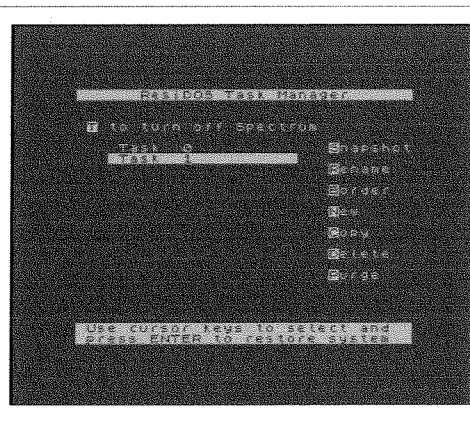 ResiDOS Task Manager
T to turn off Spectrum
Task 0
Task 1
Snapshot
Rename
Border
New
Copy
Delete
Purge
Use cursor keys to select and
press ENTER to restore system